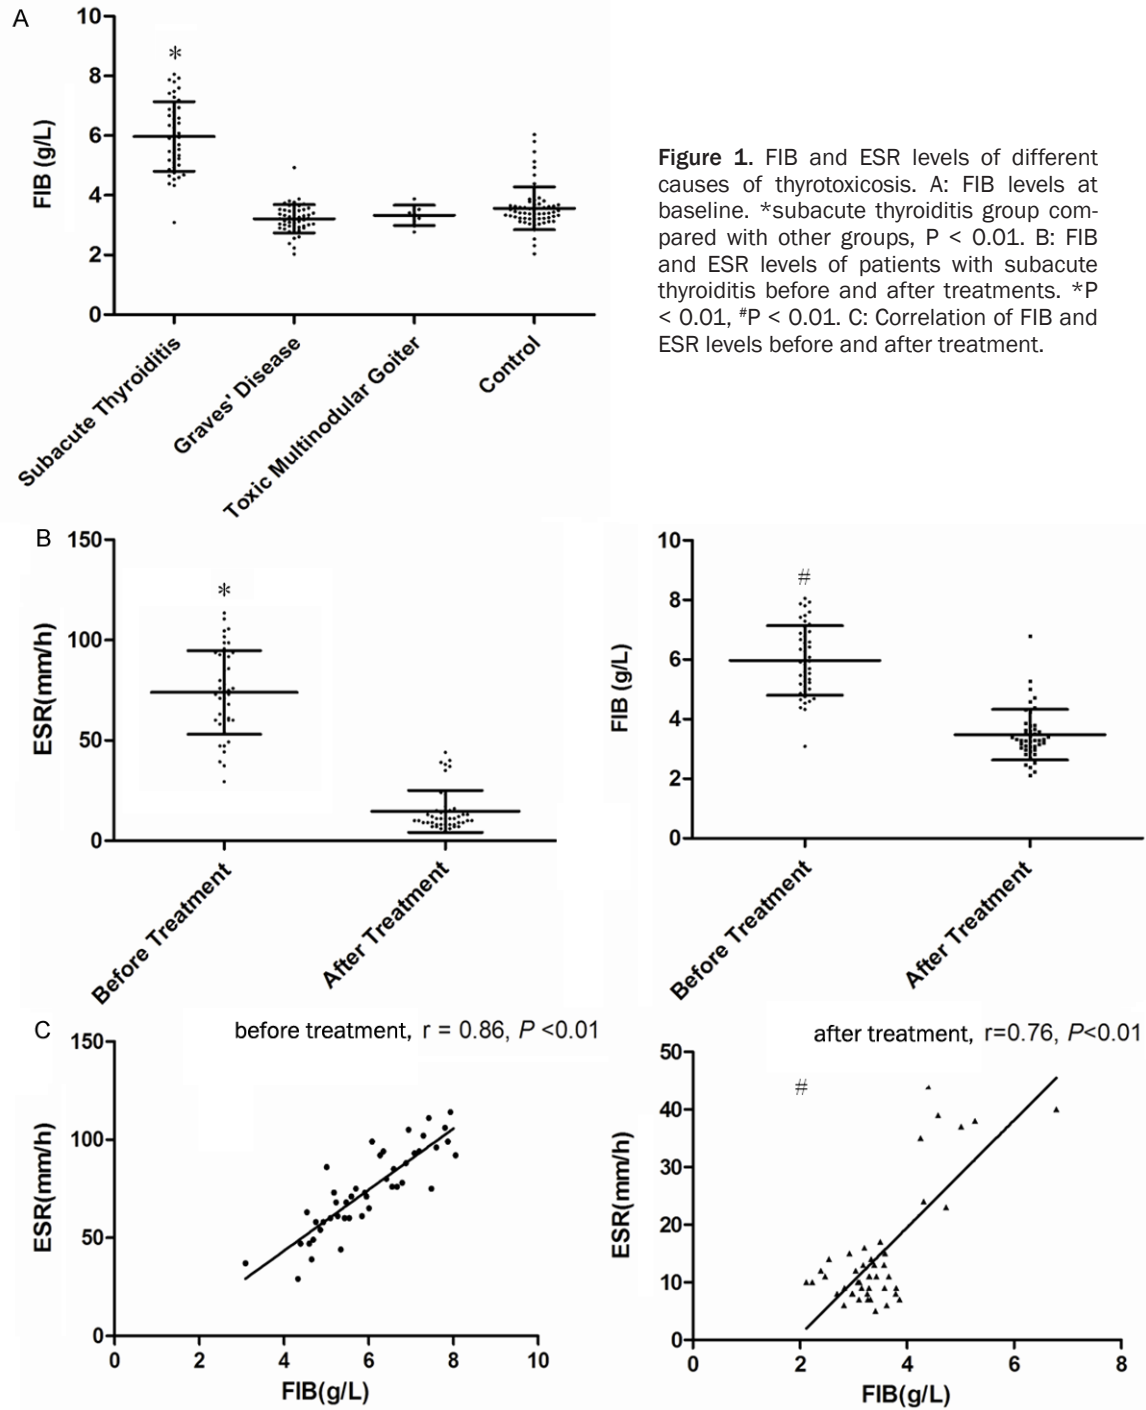 A
10
8
6
4
2
0
FIB (g/L)
*
Subacute Thyroiditis
Graves' Disease
Toxic Multinodular Goiter
Control
Figure 1. FIB and ESR levels of different
causes of thyrotoxicosis. A: FIB levels at
baseline. *subacute thyroiditis group com-
pared with other groups, P < 0.01. B: FIB
and ESR levels of patients with subacute
thyroiditis before and after treatments. *P
< 0.01, #P < 0.01. C: Correlation of FIB and
ESR levels before and after treatment.
B
150
100
50
0
ESR(mm/h)
*
Before Treatment
After Treatment
10
8
6
4
2
0
FIB (g/L)
#
Before Treatment
After Treatment
C
before treatment, r = 0.86, P <0.01
150
100
50
0
ESR(mm/h)
0 2 4 6 8 10
FIB(g/L)
after treatment, r=0.76, P<0.01
#
50
40
30
20
10
0
ESR(mm/h)
0 2 4 6 8
FIB(g/L)